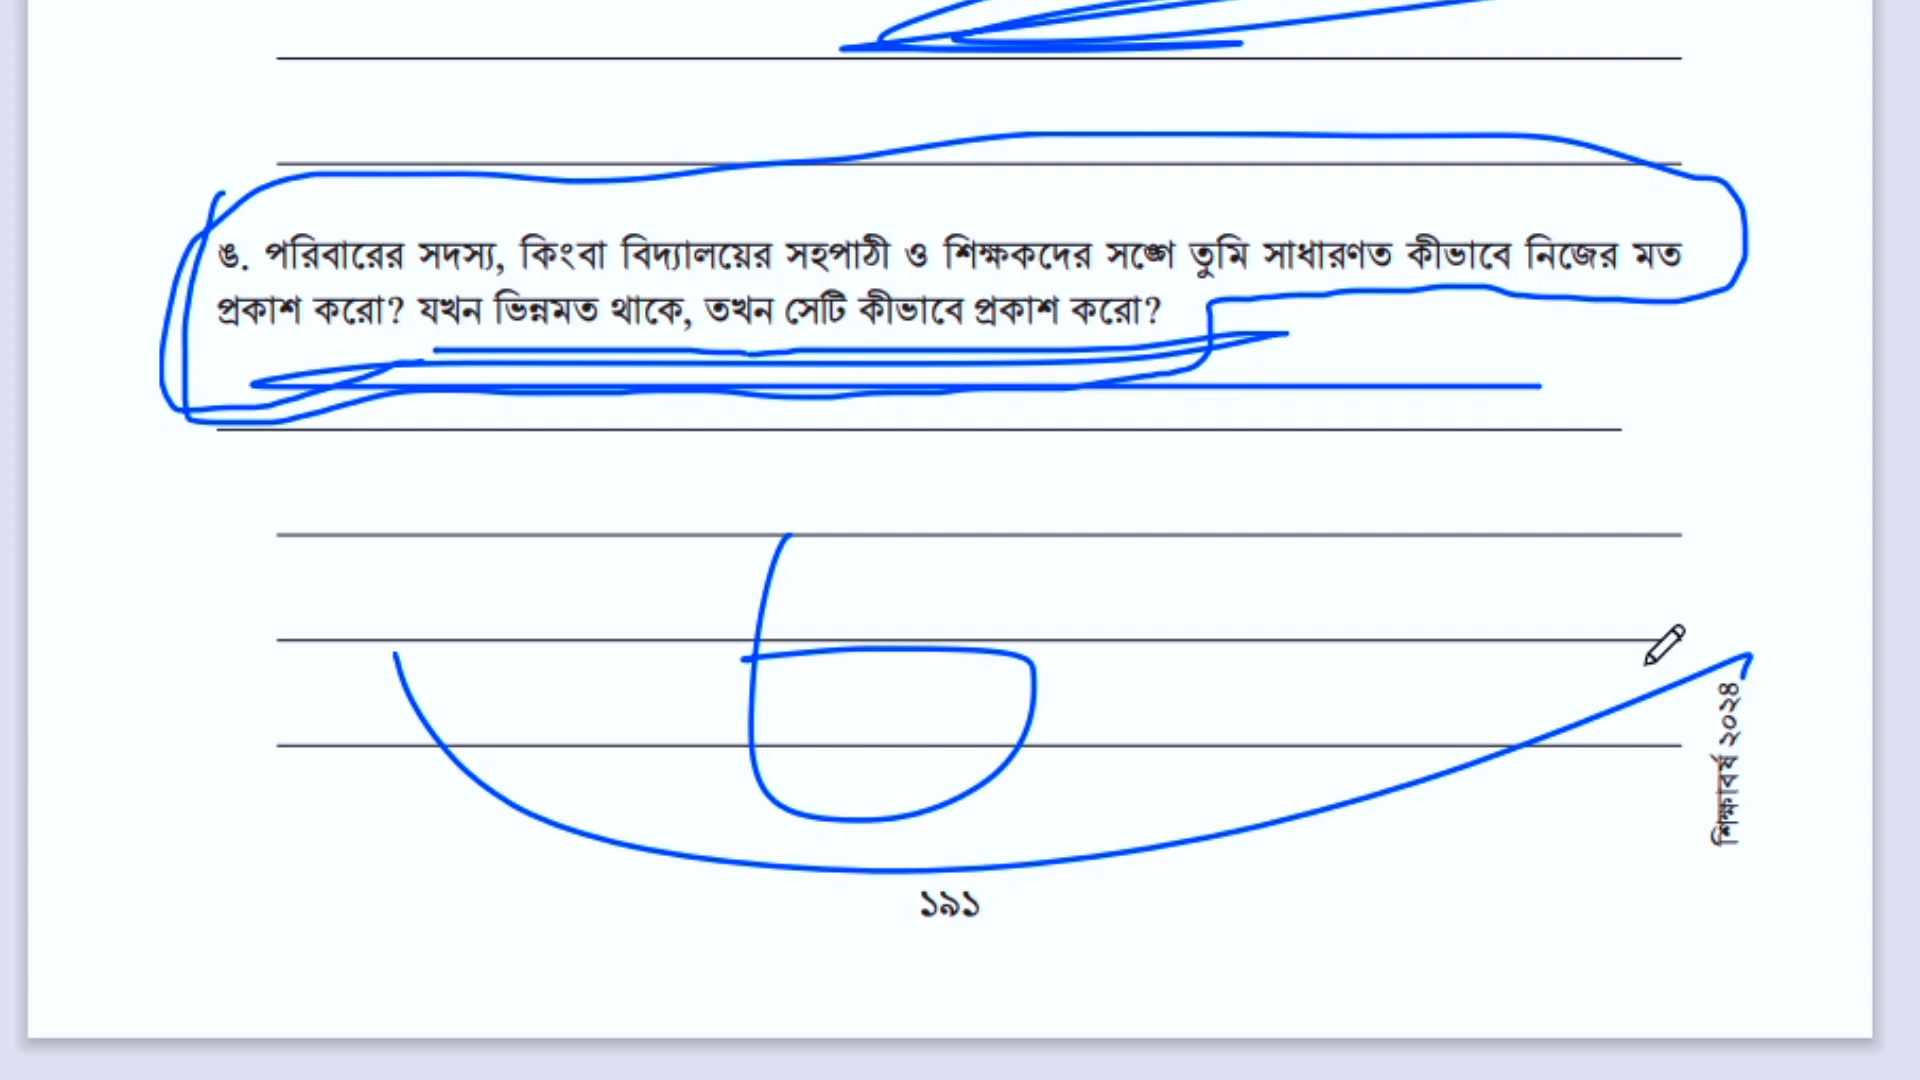 ঙ. পরিবারের সদস্য, কিংবা বিদ্যালয়ের সহপাঠী ও শিক্ষকদের সঙ্গে তুমি সাধারণত কীভাবে নিজের মত
প্রকাশ করো? যখন ভিন্নমত থাকে, তখন সেটি কীভাবে প্রকাশ করো?
শিক্ষাবর্ষ ২০২৪
১৯১